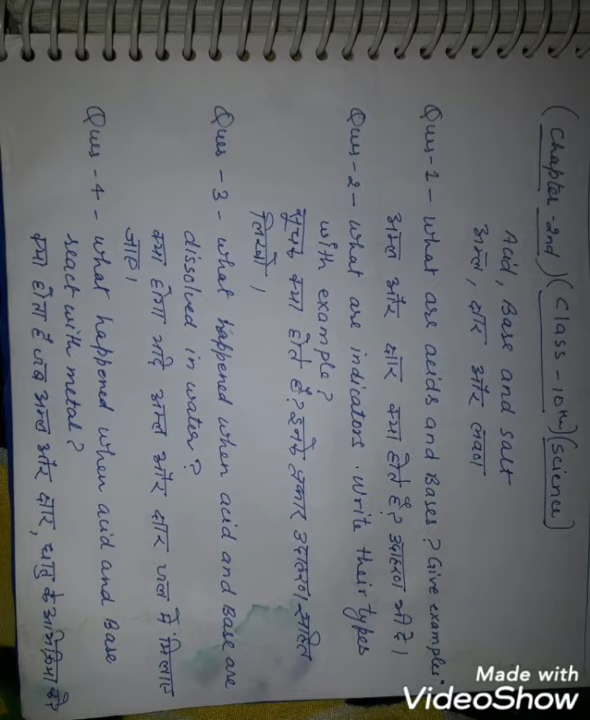 (Chapter-2nd) (Class-10th) (Science)
Acid, Base and salt
अम्ल, क्षार और लवण
Ques-1- what are acids and Bases? Give examples.
अम्ल और क्षार क्या होते है? उदाहरण भी दे।
Ques-2- what are indicators. Write their types
with example?
सूचक क्या होते है? इनके प्रकार उदाहरण सहित
लिखो।
Ques-3- what happened when acid and Base are
dissolved in water?
क्या होगा यदि अम्ल और क्षार जल में मिलाए
जाए।
Ques-4- what happened when acid and Base
react with metal?
क्या होता है जब अम्ल और क्षार, धातु के
Made with
VideoShow